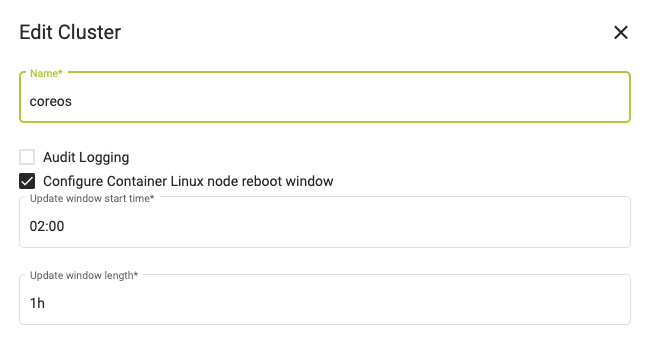 Edit Cluster
Name*
coreos
Audit Logging
Configure Container Linux node reboot window
Update window start time*
02:00
Update window length*
1h